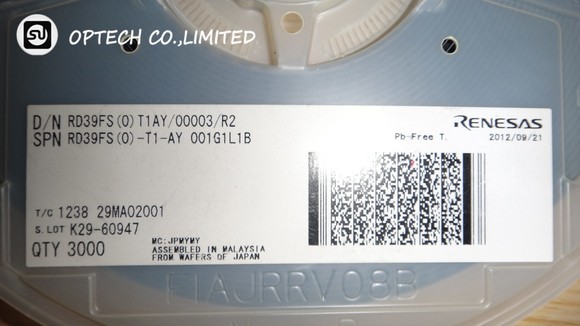 OPTECH CO.,LIMITED
D/N RD39FS(0)T1AY/00003/R2
SPN RD39FS(0)-T1-AY 001G1L1B
RENESAS
Pb-Free T.
2012/09/21
T/C 1238 29MA02001
S.LOT K29-60947
QTY 3000
MC:JPMYMY
ASSEMBLED IN MALAYSIA
FROM WAFERS OF JAPAN
F1AJRRV08B